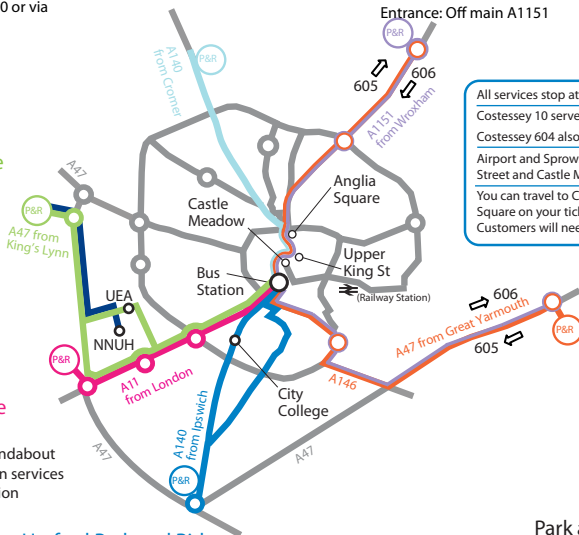 0 or via
Entrance: Off main A1151
P&R
P&R
A140
from Cromer
605
606
A1151
from Wroxham
All services stop at
Costessey 10 serve
Costessey 604 also
Airport and Sprow
Street and Castle M
You can travel to C
Square on your tick
Customers will nee
e
A47
Anglia
Square
Castle
Meadow
P&R
A47 from
King's Lynn
Upper
King St
Bus
Station
(Railway Station)
UEA
NNUH
606
A47 from Great Yarmouth
605
P&R
P&R
A11
from London
A146
City
College
e
A140
from Ipswich
ndabout
n services
ion
A47
A47
P&R
Park a